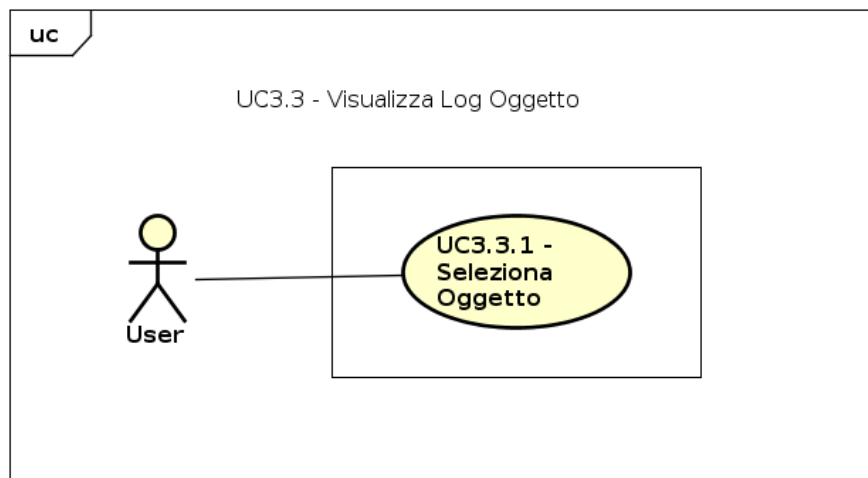 uc
UC3.3 - Visualizza Log Oggetto
UC3.3.1 -
Seleziona
Oggetto
User